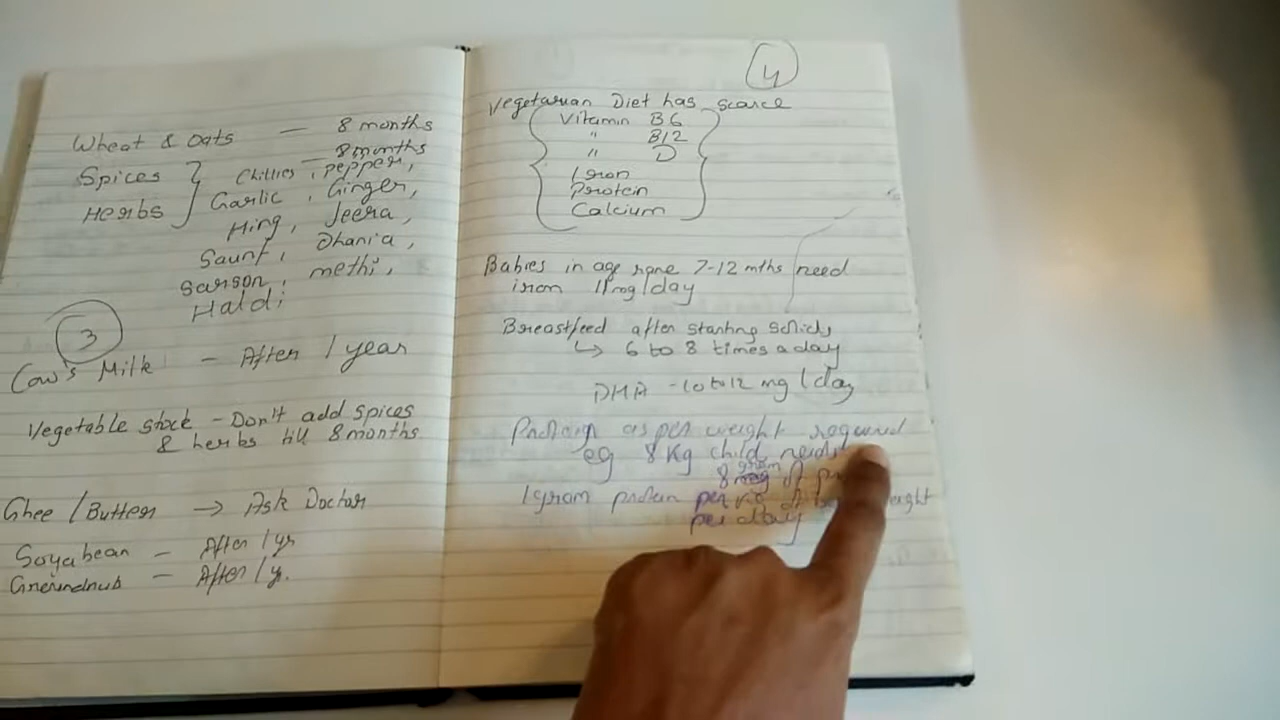 Wheat & Oats — 8 months
Spices } — 8 months
Herbs Chillies, pepper,
Garlic, Ginger,
Hing, Jeera,
Saunf, Dhania,
Sarson, methi,
Haldi
3
Cow's Milk - After 1 year
Vegetable stock - Don't add spices
& herbs till 8 months
Ghee / Butter → Ask Doctor
Soyabean - After 1 yr
Groundnut - After 1 y.
4
Vegetarian Diet has scarce
Vitamin B6
" B12
" D
Iron
Protein
Calcium
Babies in age rane 7-12 mths need
iron 11 mg/day
Breastfeed after starting solids
↳ 6 to 8 times a day
DHA - 10 to 12 mg/day
as per weight required
eg 8 Kg child needs
8 gram of
1 gram protein per of
per day